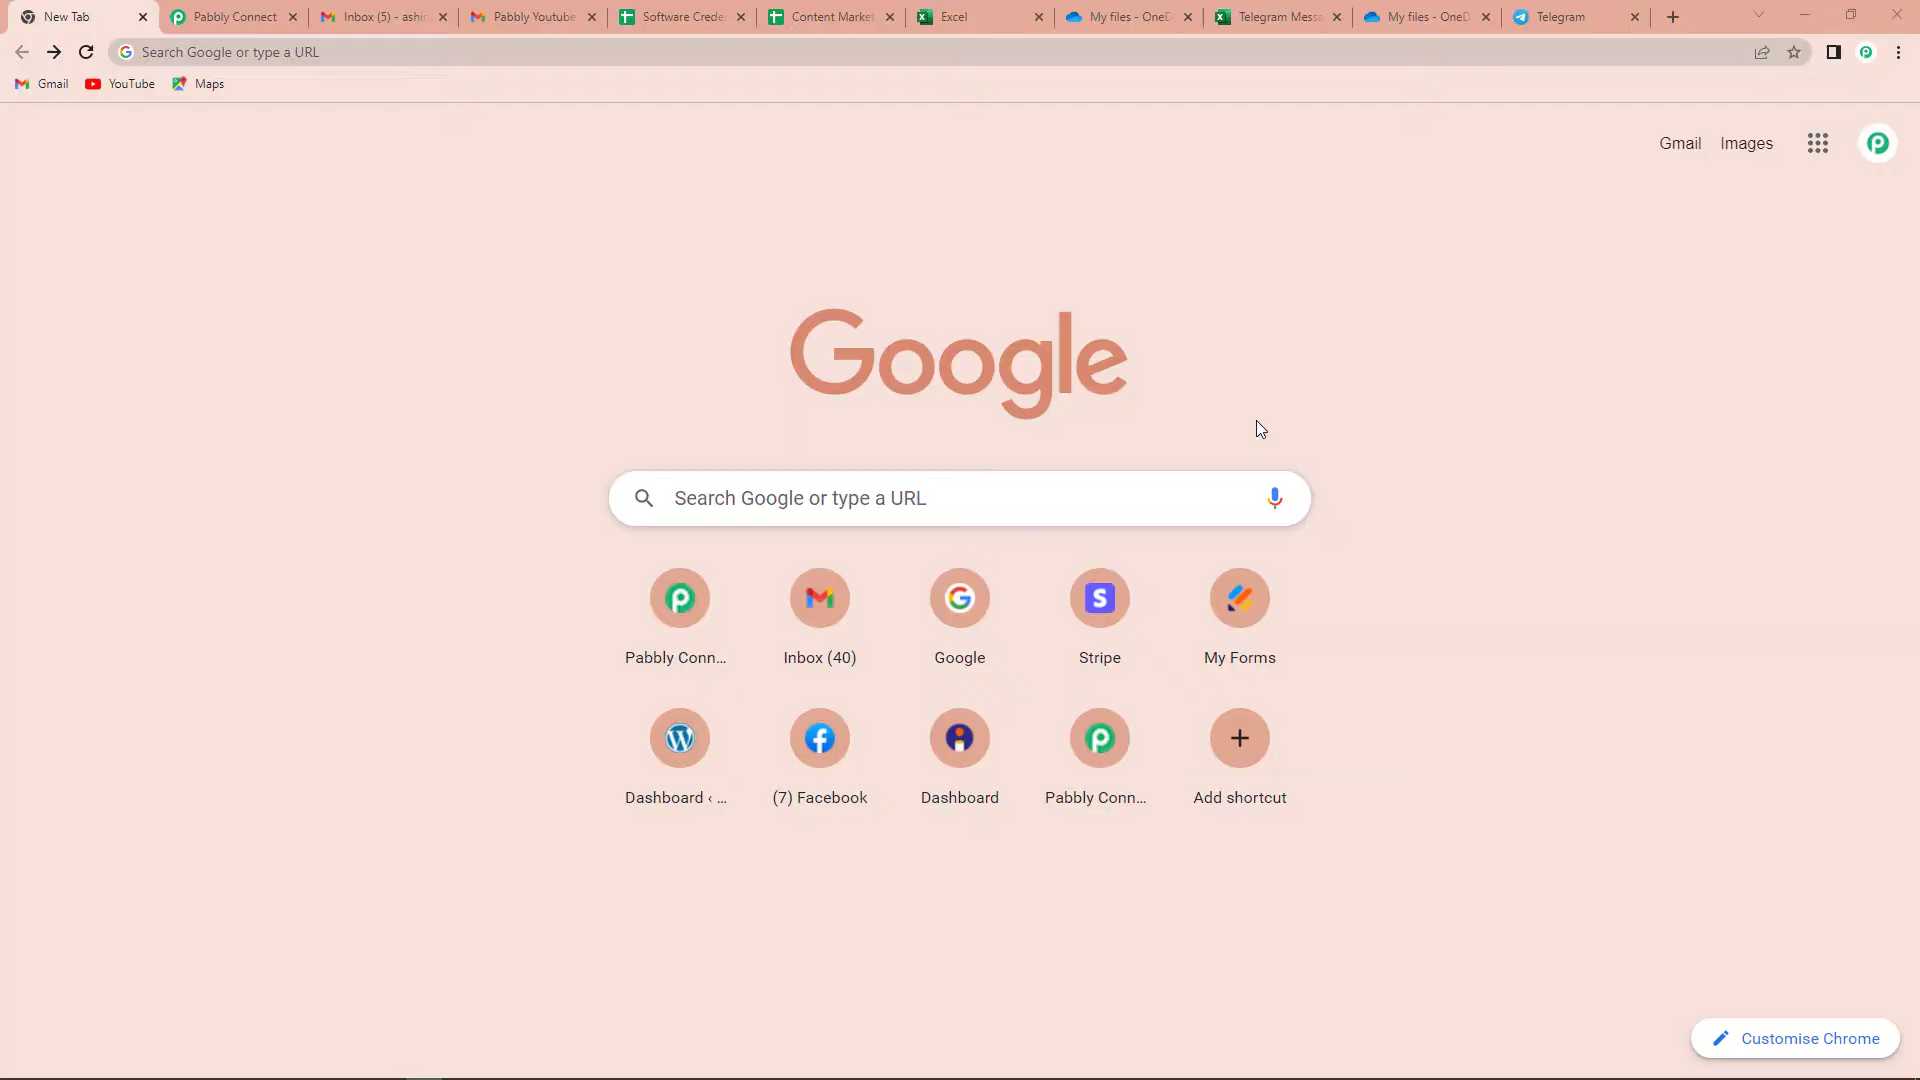 New Tab Pabbly Connect Inbox (5) - ashir Pabbly Youtube Software Crede Content Market Excel My files - OneD Telegram Messa My files - OneD Telegram
Search Google or type a URL
Gmail YouTube Maps
Gmail Images
Google
Search Google or type a URL
Pabbly Conn... Inbox (40) Google Stripe My Forms
Dashboard ‹ ... (7) Facebook Dashboard Pabbly Conn... Add shortcut
Customise Chrome